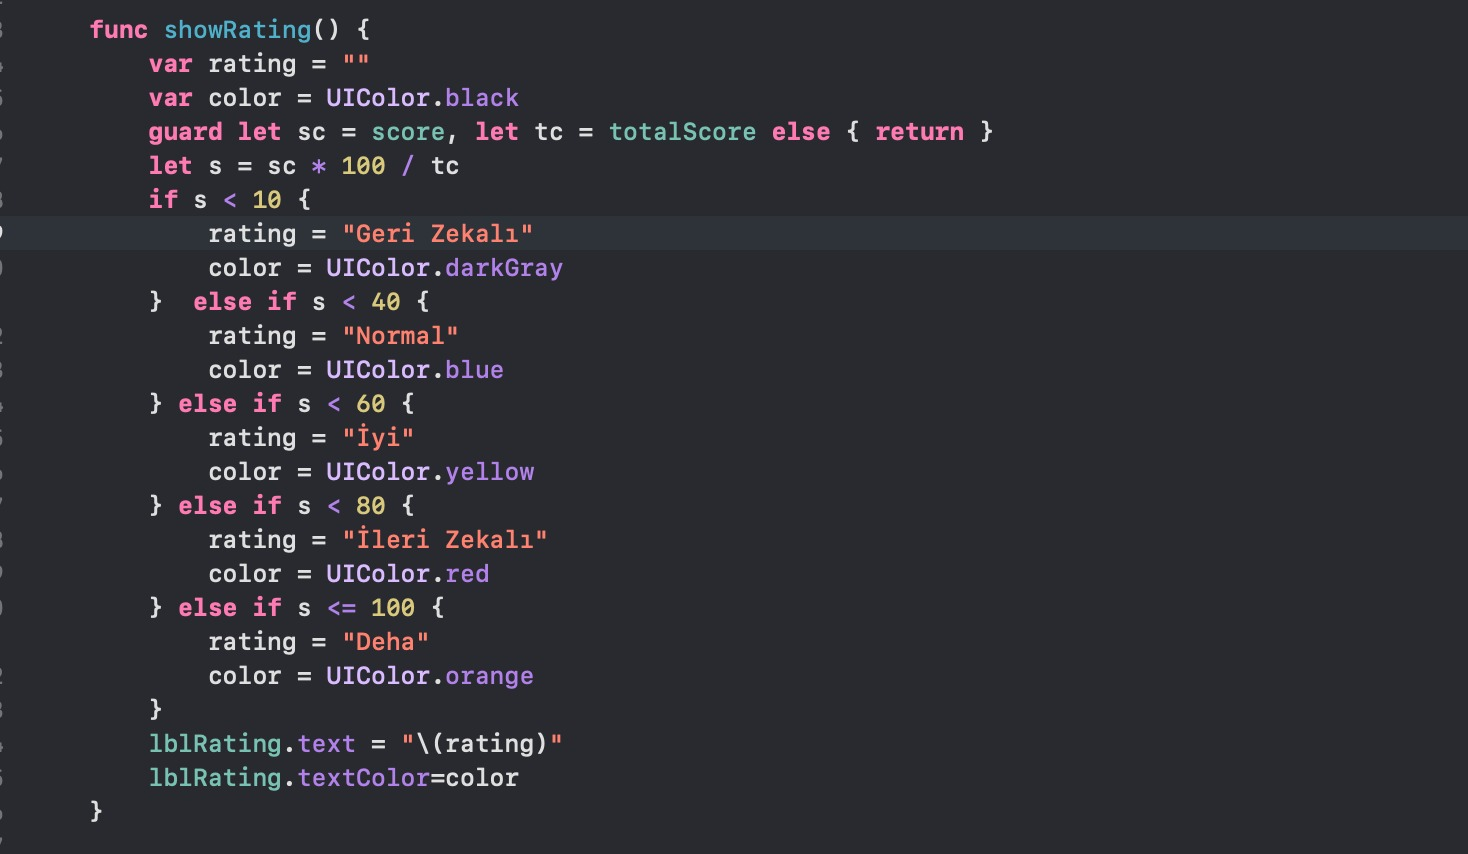 func showRating() {
var rating = ""
var color = UIColor.black
guard let sc = score, let tc = totalScore else { return }
let s = sc * 100 / tc
if s < 10 {
rating = "Geri Zekalı"
color = UIColor.darkGray
}  else if s < 40 {
rating = "Normal"
color = UIColor.blue
} else if s < 60 {
rating = "İyi"
color = UIColor.yellow
} else if s < 80 {
rating = "İleri Zekalı"
color = UIColor.red
} else if s <= 100 {
rating = "Deha"
color = UIColor.orange
}
lblRating.text = "\(rating)"
lblRating.textColor=color
}